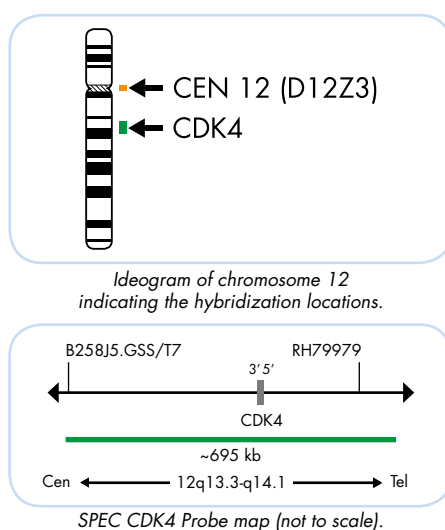 CEN 12 (D12Z3)
CDK4
Ideogram of chromosome 12
indicating the hybridization locations.
B258J5.GSS/T7 RH79979
3' 5'
CDK4
~695 kb
Cen 12q13.3-q14.1 Tel
SPEC CDK4 Probe map (not to scale).